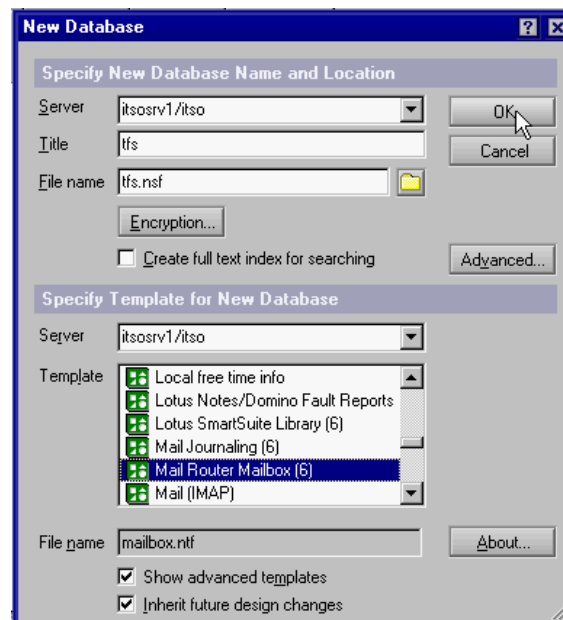 New Database
Specify New Database Name and Location
Server itsosrv1/itso OK
Title tfs Cancel
File name tfs.nsf
Encryption...
Create full text index for searching Advanced...
Specify Template for New Database
Server itsosrv1/itso
Template Local free time info
Lotus Notes/Domino Fault Reports
Lotus SmartSuite Library (6)
Mail Journaling (6)
Mail Router Mailbox (6)
Mail (IMAP)
File name mailbox.ntf About...
Show advanced templates
Inherit future design changes